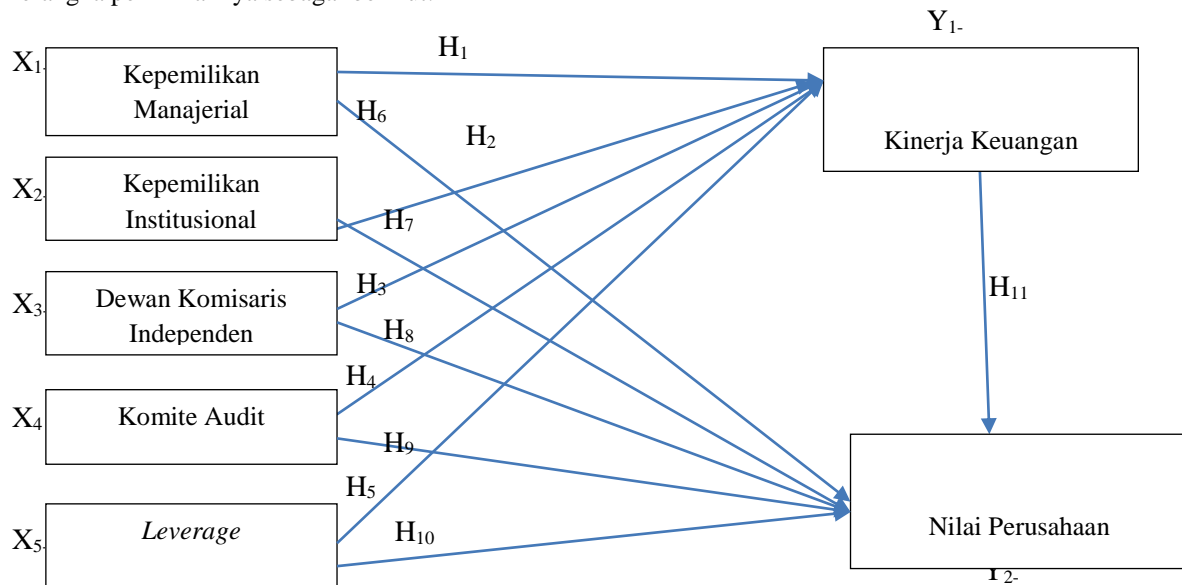 Y₁-
X₁.
Kepemilikan
Manajerial
H₁
H₆
H₂
Kinerja Keuangan
X₂.
Kepemilikan
Institusional
H₇
X₃.
Dewan Komisaris
Independen
H₃
H₈
H₁₁
X₄
Komite Audit
H₄
H₉
X₅.
Leverage
H₅
H₁₀
Nilai Perusahaan
Y₂-